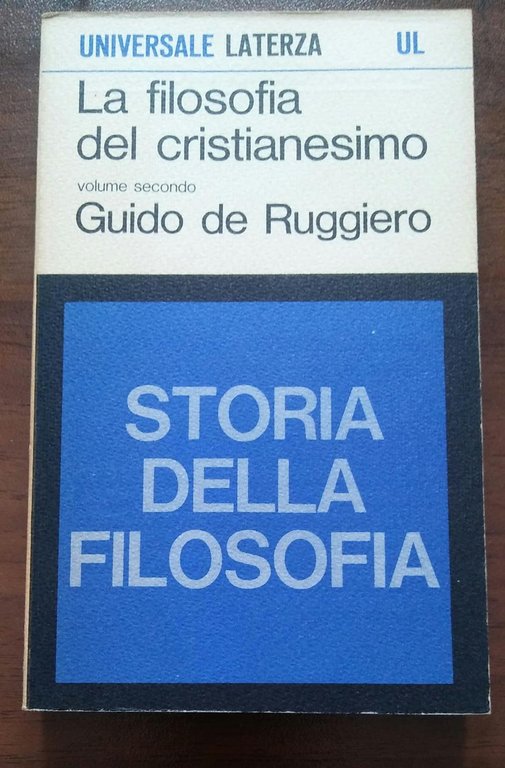 UNIVERSALE LATERZA UL
La filosofia
del cristianesimo
volume secondo
Guido de Ruggiero
STORIA
DELLA
FILOSOFIA